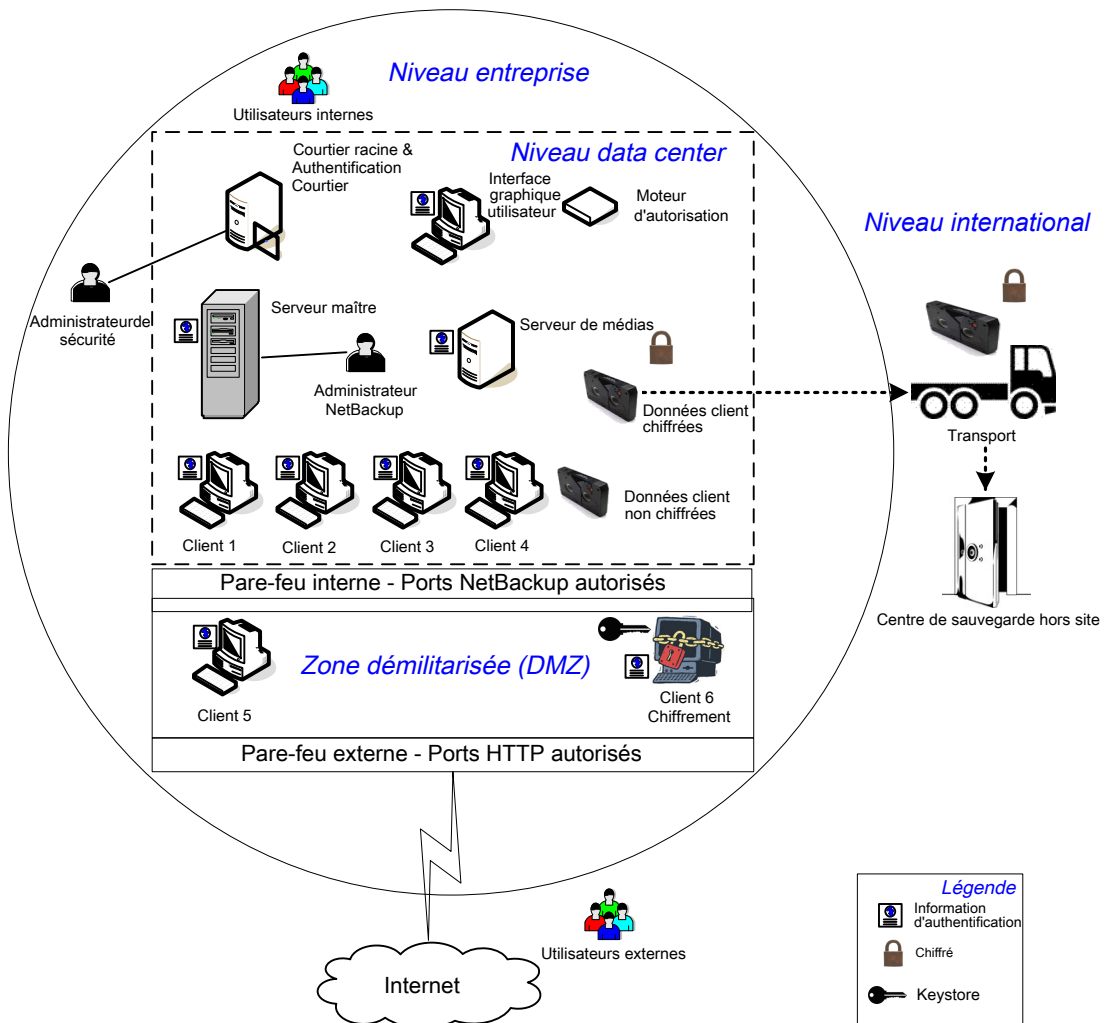 Niveau entreprise
Utilisateurs internes
Niveau data center
Courtier racine &
Authentification
Courtier
Interface
graphique
utilisateur
Moteur
d'autorisation
Niveau international
Administrateurde
sécurité
Serveur maître
Administrateur
NetBackup
Serveur de médias
Données client
chiffrées
Transport
Client 1
Client 2
Client 3
Client 4
Données client
non chiffrées
Centre de sauvegarde hors site
Pare-feu interne - Ports NetBackup autorisés
Client 5
Zone démilitarisée (DMZ)
Client 6
Chiffrement
Pare-feu externe - Ports HTTP autorisés
Utilisateurs externes
Internet
Légende
Information
d'authentification
Chiffré
Keystore